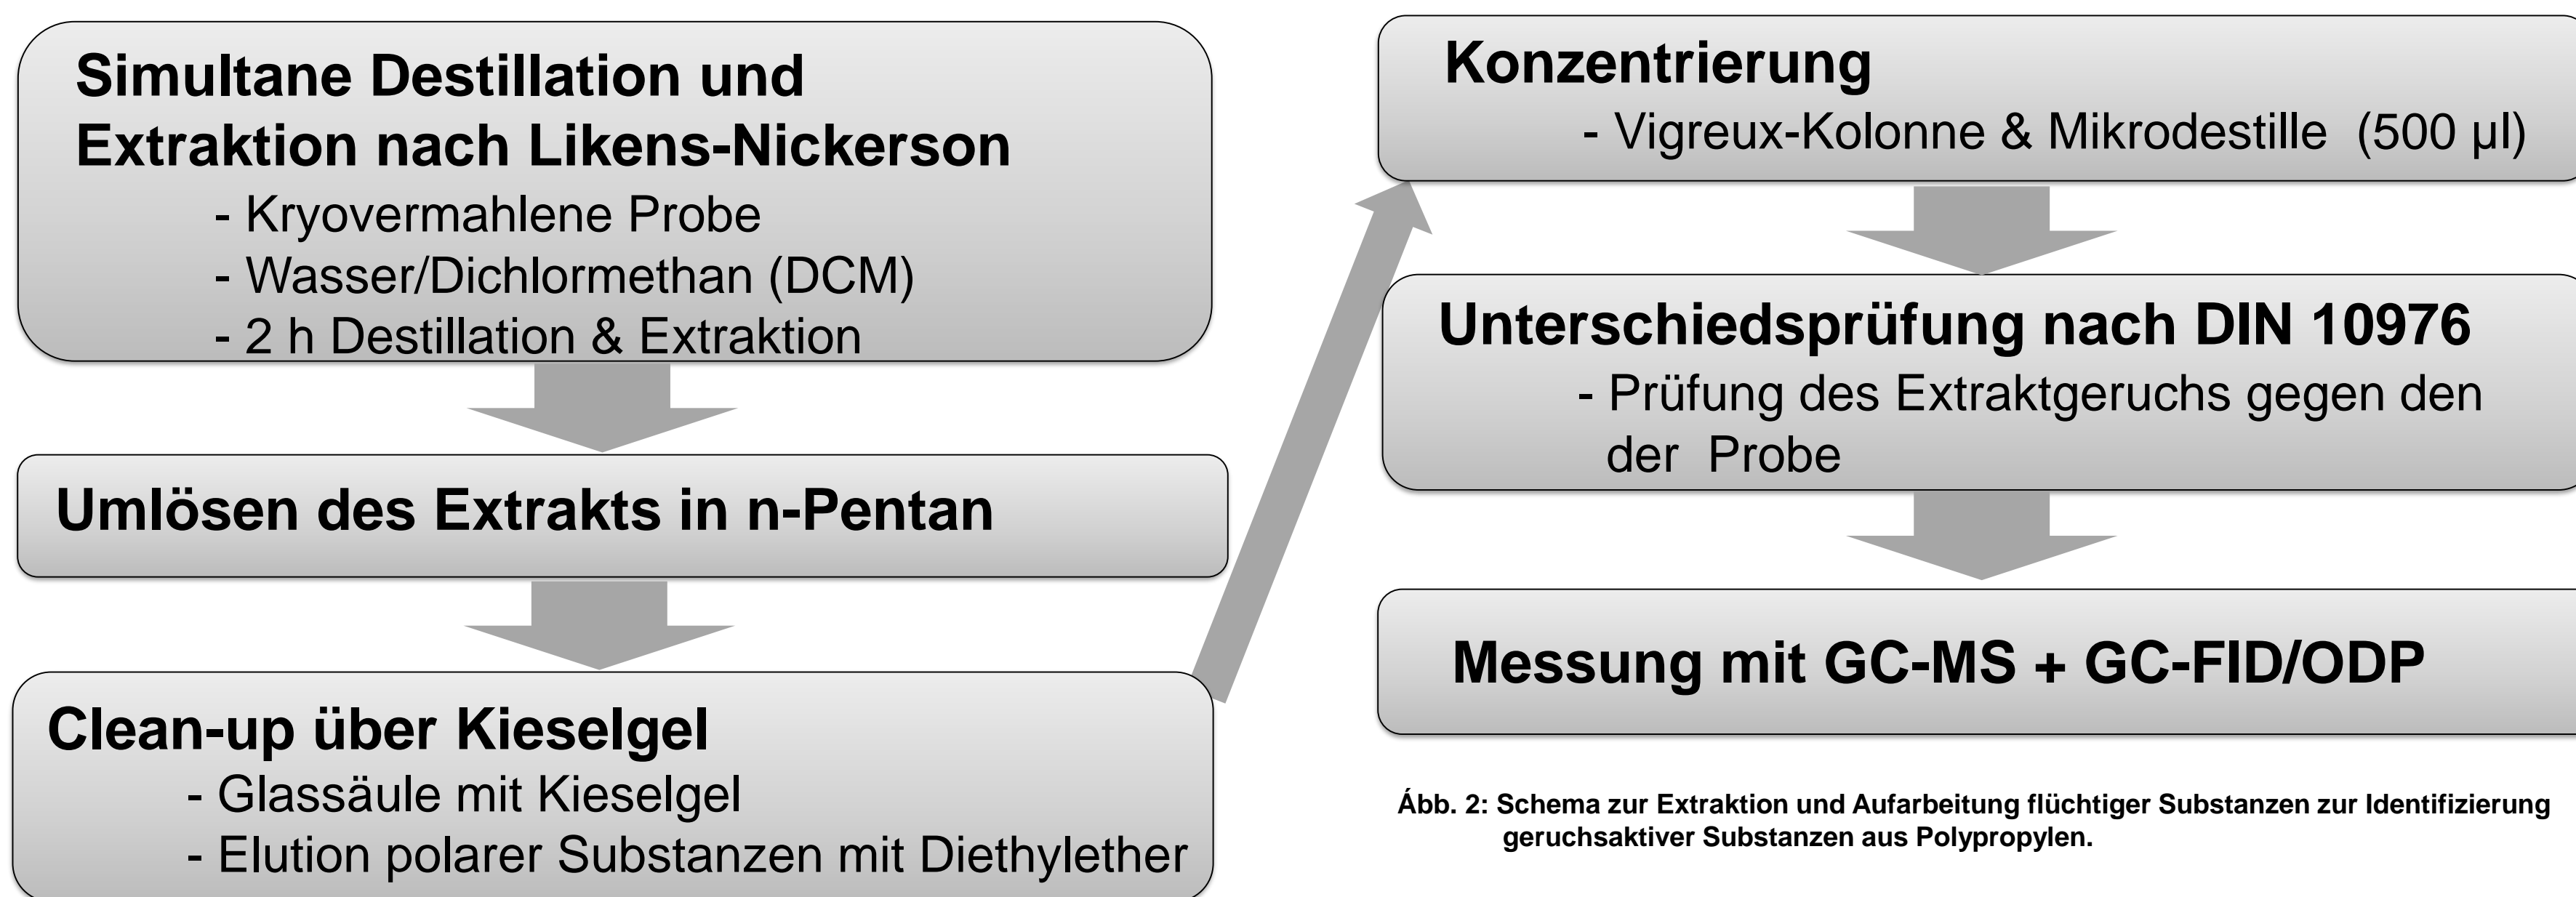 Simultane Destillation und
Extraktion nach Likens-Nickerson
- Kryovermahlene Probe
- Wasser/Dichlormethan (DCM)
- 2 h Destillation & Extraktion
Umlösen des Extrakts in n-Pentan
Clean-up über Kieselgel
- Glassäule mit Kieselgel
- Elution polarer Substanzen mit Diethylether
Konzentrierung
- Vigreux-Kolonne & Mikrodestille (500 µl)
Unterschiedsprüfung nach DIN 10976
- Prüfung des Extraktgeruchs gegen den
der Probe
Messung mit GC-MS + GC-FID/ODP
Ább. 2: Schema zur Extraktion und Aufarbeitung flüchtiger Substanzen zur Identifizierung
geruchsaktiver Substanzen aus Polypropylen.